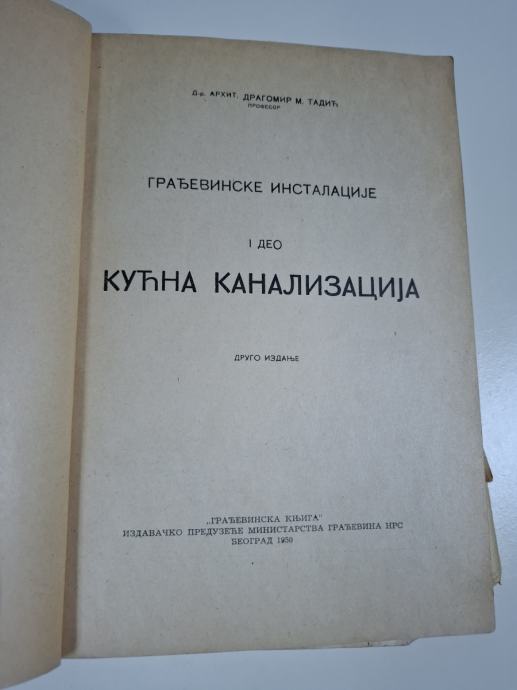 Д-р. АРХИТ. ДРАГОМИР М. ТАДИЋ
ПРОФЕСОР
ГРАЂЕВИНСКЕ ИНСТАЛАЦИЈЕ
I ДЕО
КУЋНА КАНАЛИЗАЦИЈА
ДРУГО ИЗДАЊЕ
„ГРАЂЕВИНСКА КЊИГА"
ИЗДАВАЧКО ПРЕДУЗЕЋЕ МИНИСТАРСТВА ГРАЂЕВИНА НРС
БЕОГРАД 1950